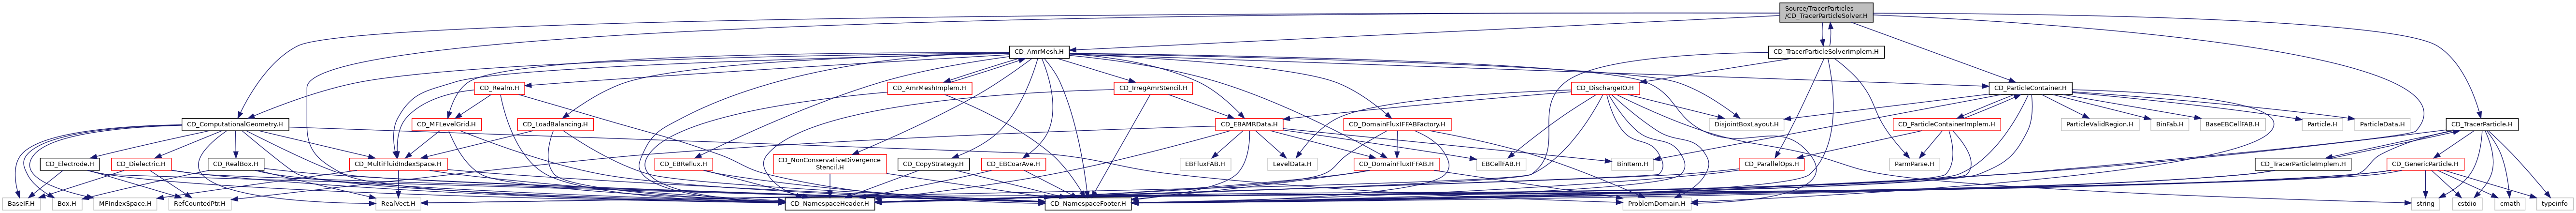 Source/TracerParticles
/CD_TracerParticleSolver.H
CD_AmrMesh.H
CD_TracerParticleSolverImplem.H
CD_Realm.H
CD_AmrMeshImplem.H
CD_IrregAmrStencil.H
CD_DischargeIO.H
CD_ParticleContainer.H
CD_ComputationalGeometry.H
CD_MFLevelGrid.H
CD_LoadBalancing.H
CD_EBAMRData.H
CD_DomainFluxIFFABFactory.H
DisjointBoxLayout.H
CD_ParticleContainerImplem.H
ParticleValidRegion.H
BinFab.H
BaseEBCellFAB.H
Particle.H
ParticleData.H
CD_TracerParticle.H
CD_Electrode.H
CD_Dielectric.H
CD_RealBox.H
CD_MultiFluidIndexSpace.H
CD_EBReflux.H
CD_NonConservativeDivergence
Stencil.H
CD_CopyStrategy.H
CD_EBCoarAve.H
EBFluxFAB.H
LevelData.H
CD_DomainFluxIFFAB.H
EBCellFAB.H
BinItem.H
CD_ParallelOps.H
ParmParse.H
CD_TracerParticleImplem.H
CD_GenericParticle.H
BaseIF.H
Box.H
MFIndexSpace.H
RefCountedPtr.H
RealVect.H
CD_NamespaceHeader.H
CD_NamespaceFooter.H
ProblemDomain.H
string
cstdio
cmath
typeinfo